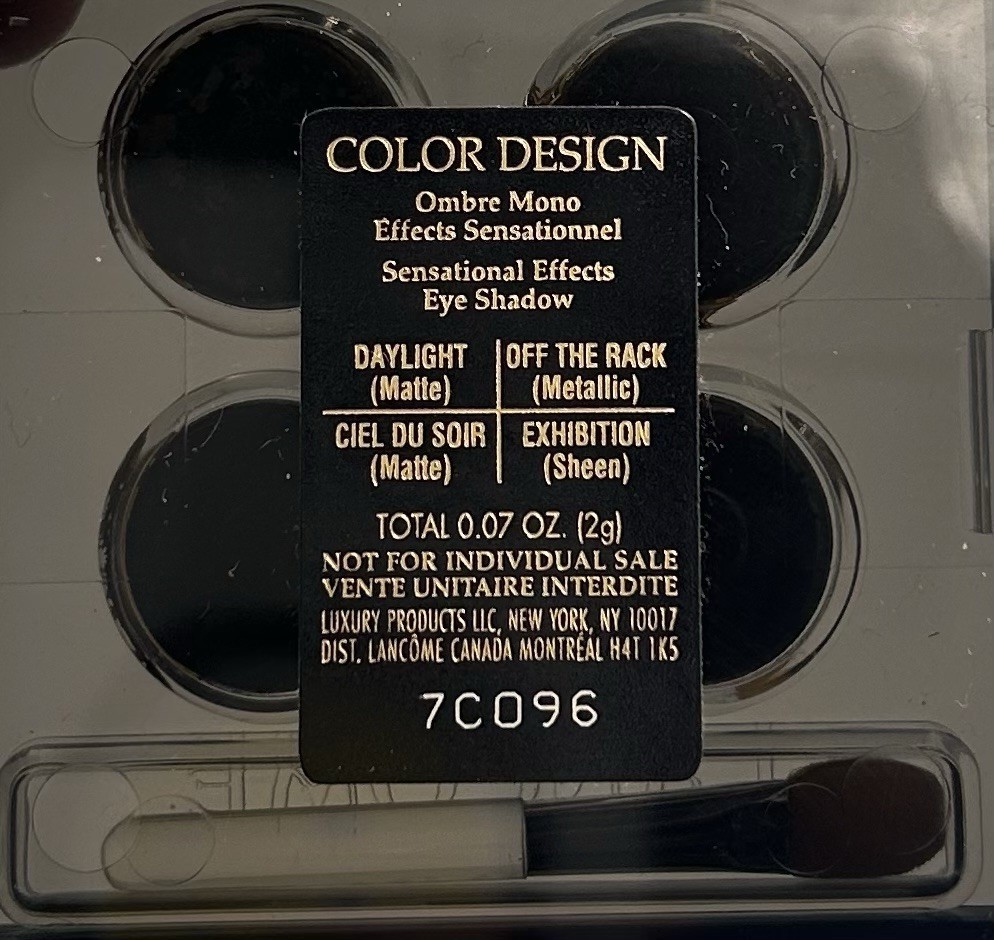 COLOR DESIGN
Ombre Mono
Effects Sensationnel
Sensational Effects
Eye Shadow
DAYLIGHT
(Matte)
OFF THE RACK
(Metallic)
CIEL DU SOIR
(Matte)
EXHIBITION
(Sheen)
TOTAL 0.07 OZ. (2g)
NOT FOR INDIVIDUAL SALE
VENTE UNITAIRE INTERDITE
LUXURY PRODUCTS LLC, NEW YORK, NY 10017
DIST. LANCÔME CANADA MONTRÉAL H4T 1K5
7C096